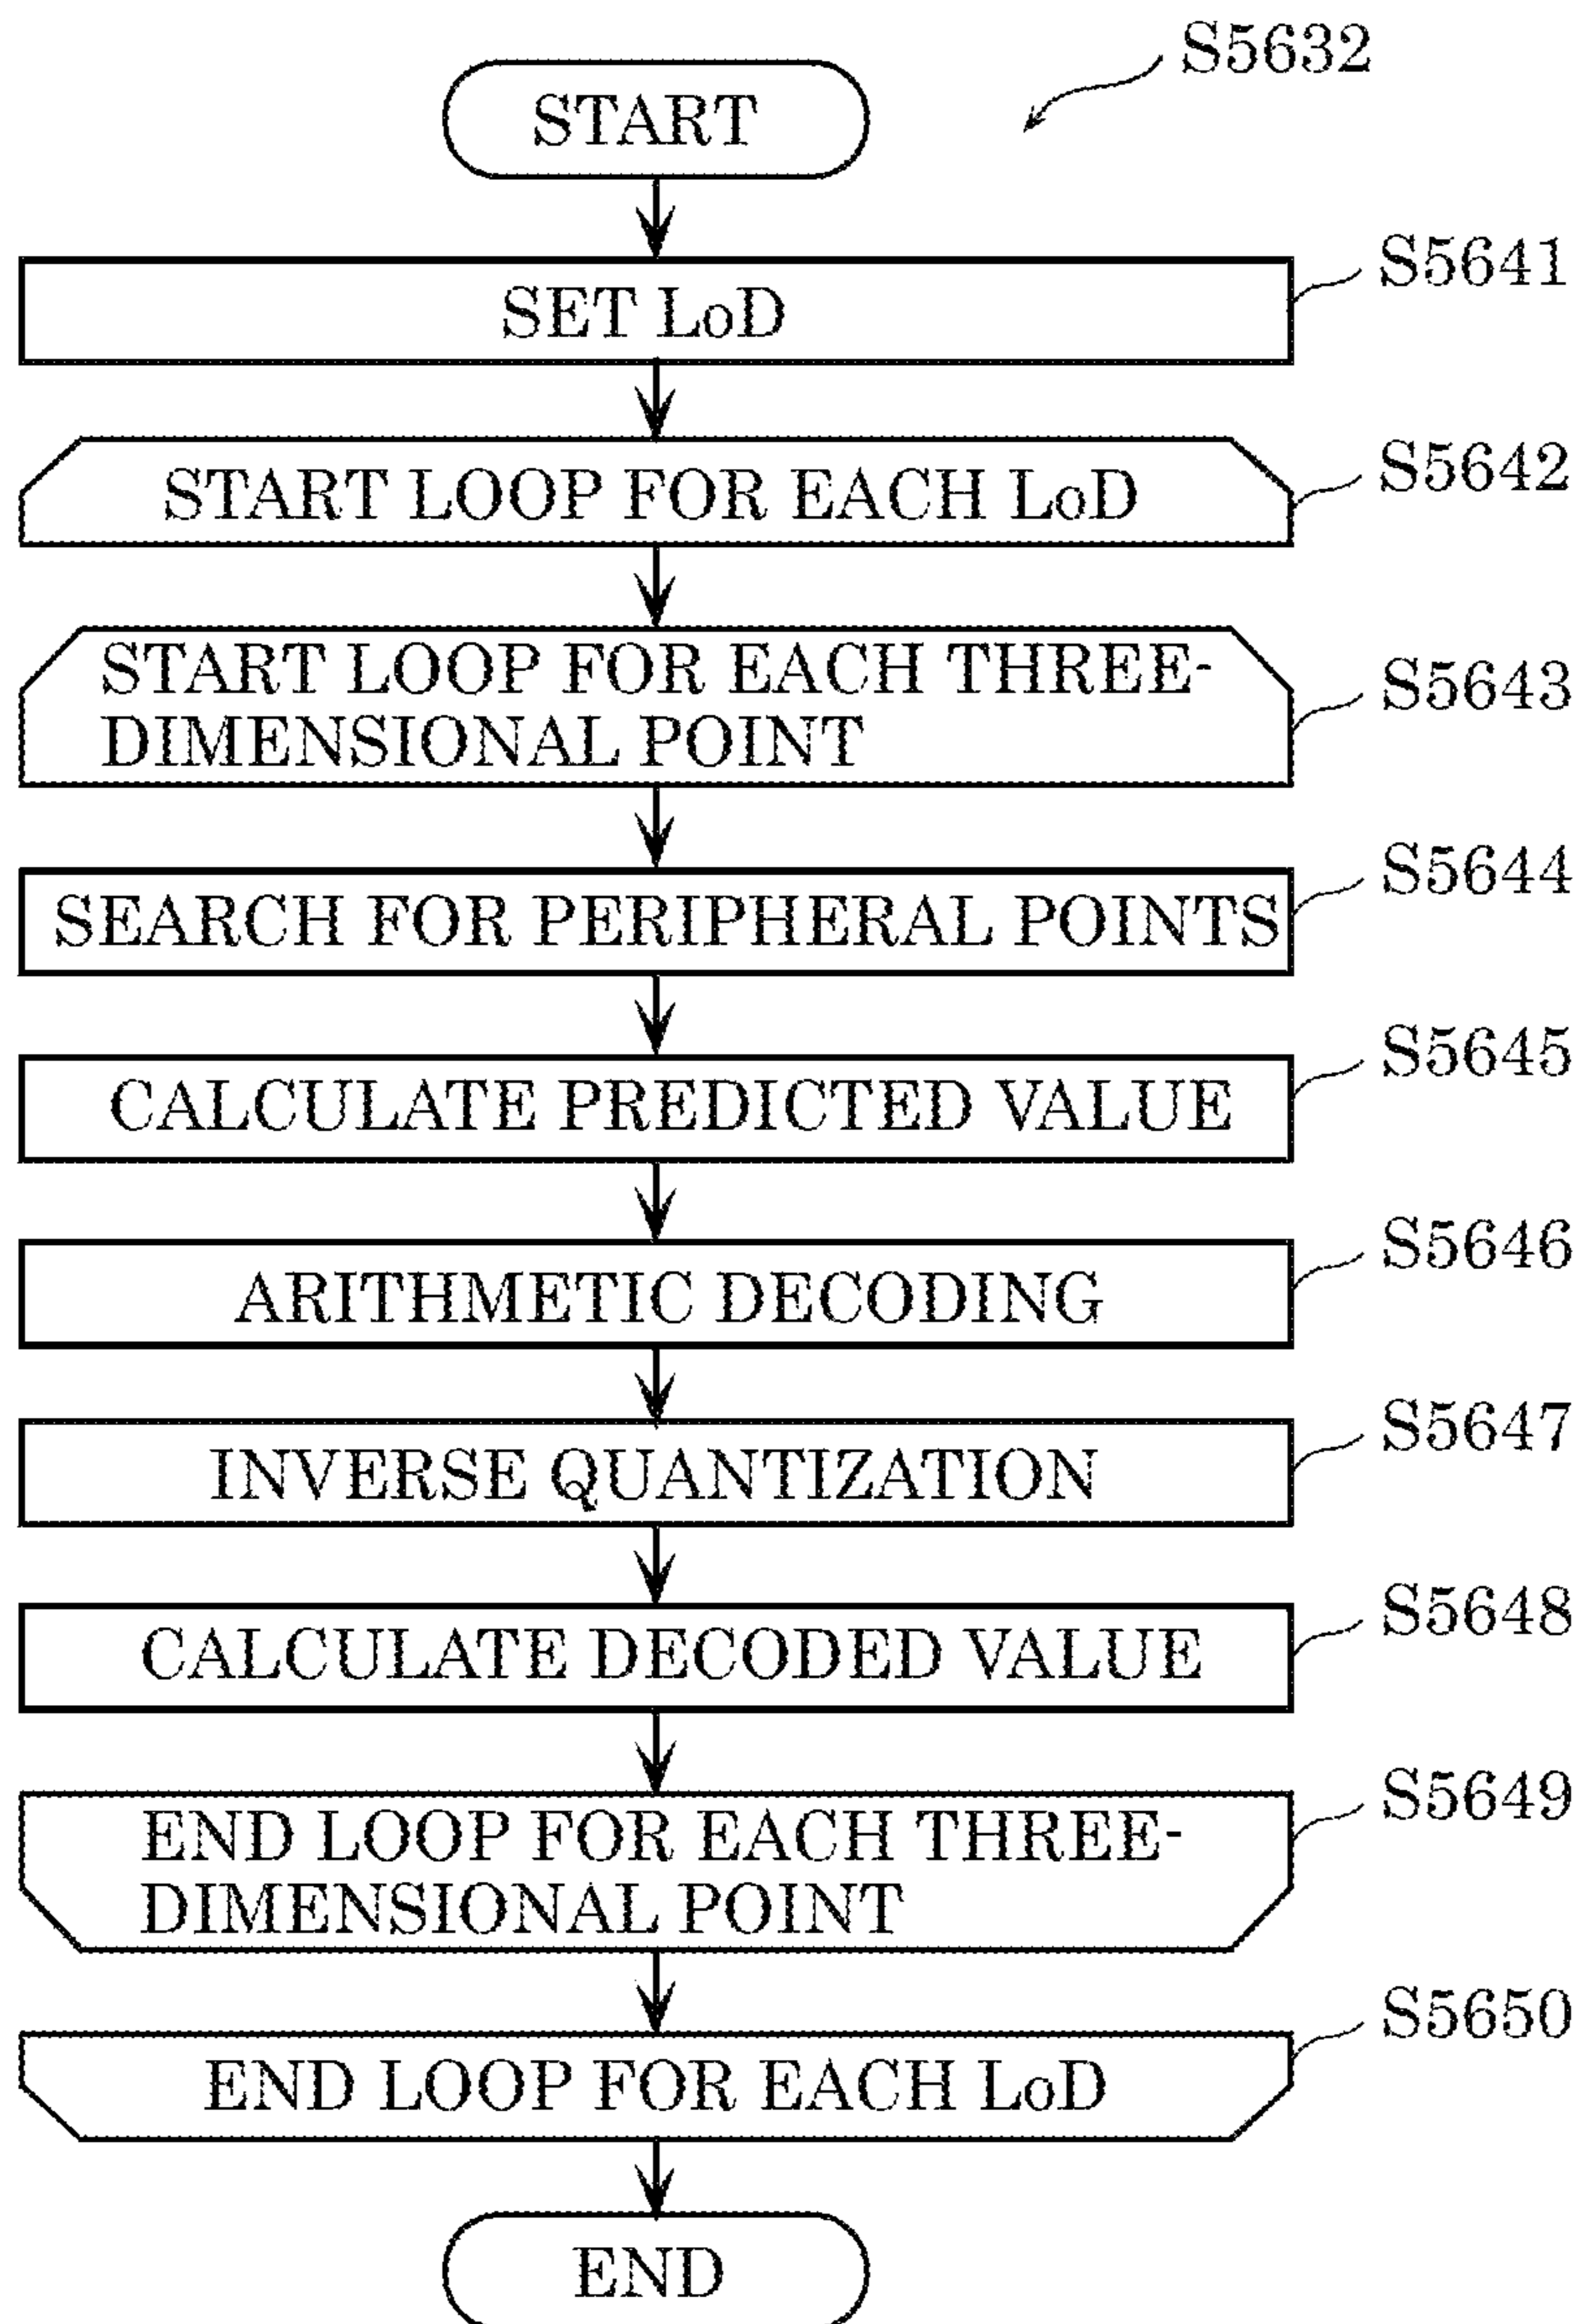 S5632
START
SET LoD
S5641
START LOOP FOR EACH LoD
S5642
START LOOP FOR EACH THREE-
DIMENSIONAL POINT
S5643
SEARCH FOR PERIPHERAL POINTS
S5644
CALCULATE PREDICTED VALUE
S5645
ARITHMETIC DECODING
S5646
INVERSE QUANTIZATION
S5647
CALCULATE DECODED VALUE
S5648
END LOOP FOR EACH THREE-
DIMENSIONAL POINT
S5649
END LOOP FOR EACH LoD
S5650
END